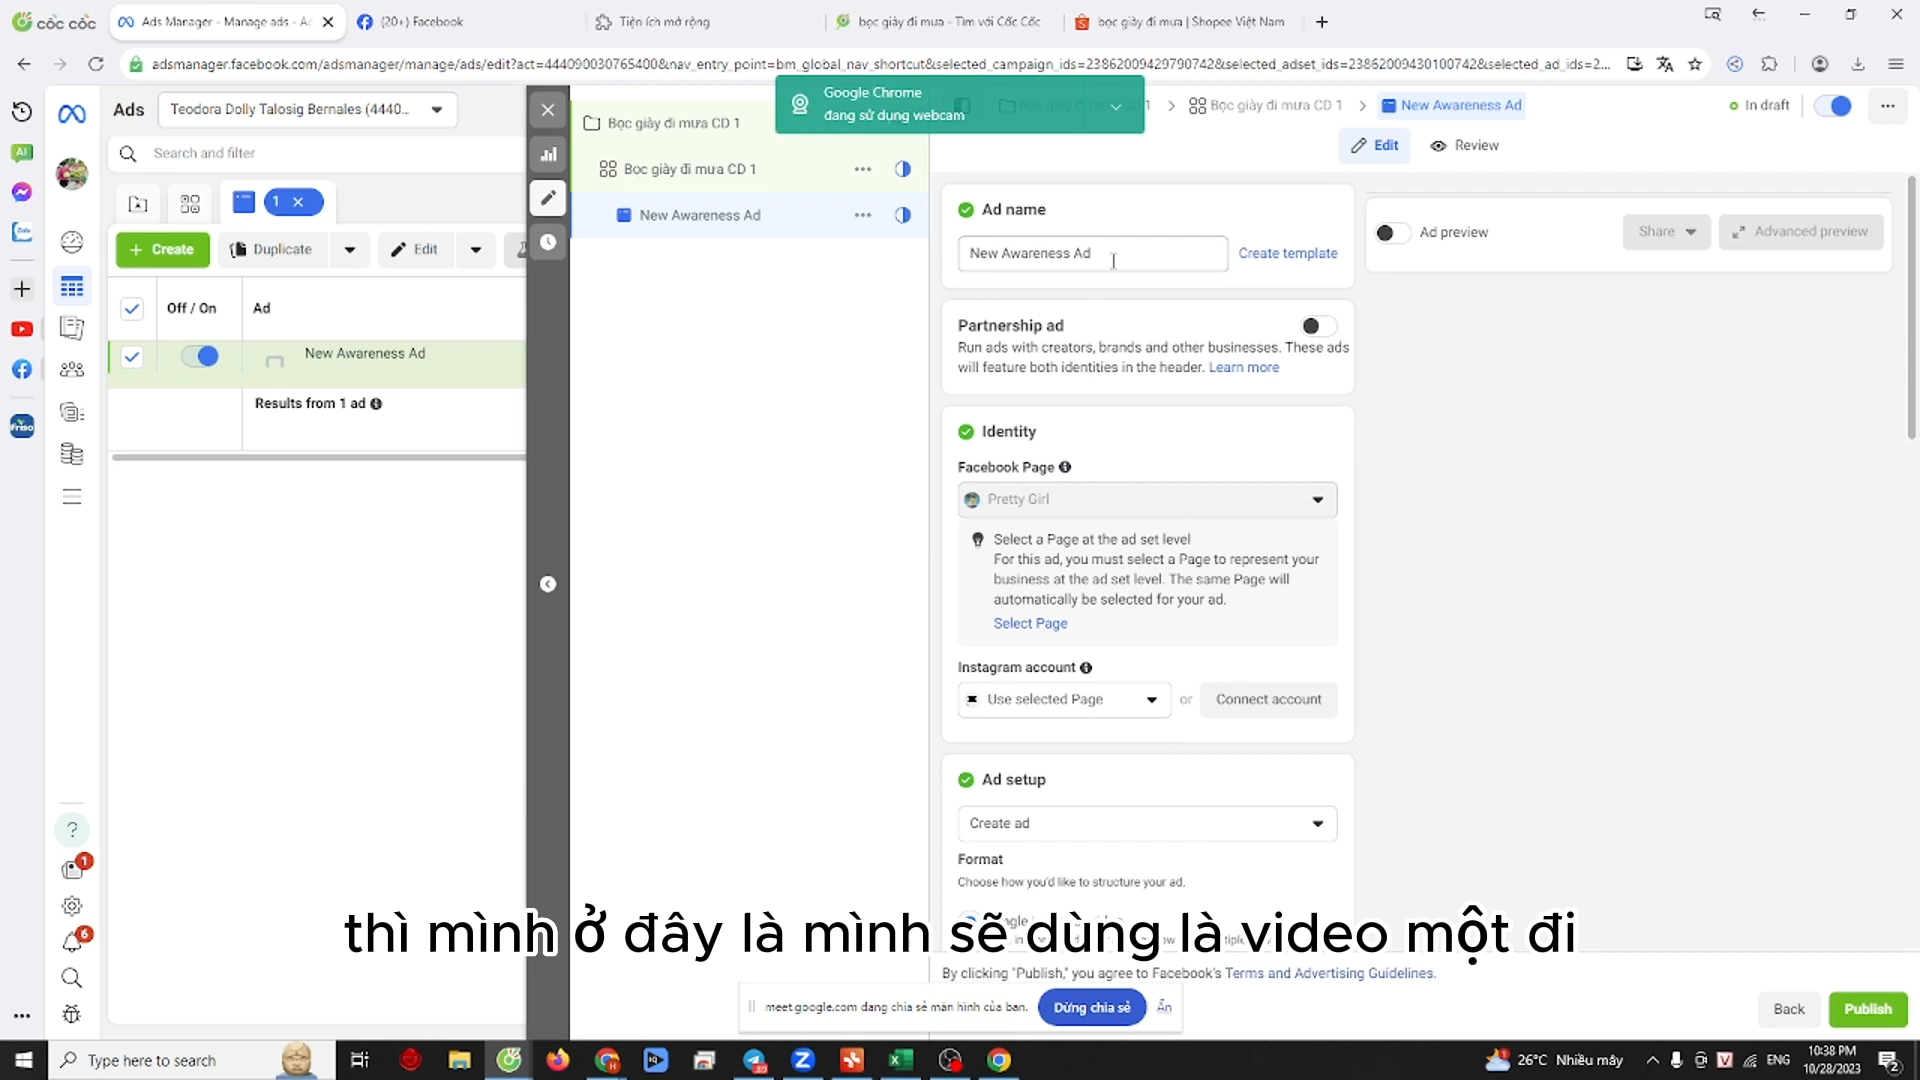 cốc cốc
Ads Manager - Manage ads - Ac
(20+) Facebook
Tiện ích mở rộng
bọc giày đi mưa - Tìm với Cốc Cốc
bọc giày đi mưa | Shopee Việt Nam
adsmanager.facebook.com/adsmanager/manage/ads/edit?act=444090030765400&nav_entry_point=bm_global_nav_shortcut&selected_campaign_ids=23862009429790742&selected_adset_ids=23862009430100742&selected_ad_ids=2...
Google Chrome
đang sử dụng webcam
Ads
Teodora Dolly Talosig Bernales (4440...
Search and filter
1
Create
Duplicate
Edit
Off / On
Ad
New Awareness Ad
Results from 1 ad
Bọc giày đi mưa CD 1
Bọc giày đi mưa CD 1
New Awareness Ad
Bọc giày đi mưa CD 1
New Awareness Ad
In draft
Edit
Review
Ad name
New Awareness Ad
Create template
Ad preview
Share
Advanced preview
Partnership ad
Run ads with creators, brands and other businesses. These ads
will feature both identities in the header. Learn more
Identity
Facebook Page
Pretty Girl
Select a Page at the ad set level
For this ad, you must select a Page to represent your
business at the ad set level. The same Page will
automatically be selected for your ad.
Select Page
Instagram account
Use selected Page
or
Connect account
Ad setup
Create ad
Format
Choose how you'd like to structure your ad.
thì mình ở đây là mình sẽ dùng là video một đi
By clicking "Publish," you agree to Facebook's Terms and Advertising Guidelines.
meet.google.com đang chia sẻ màn hình của bạn.
Dừng chia sẻ
Ẩn
Back
Publish
AI
Zalo
Friso
1
6
Type here to search
26°C Nhiều mây
ENG
10:38 PM
10/28/2023
2